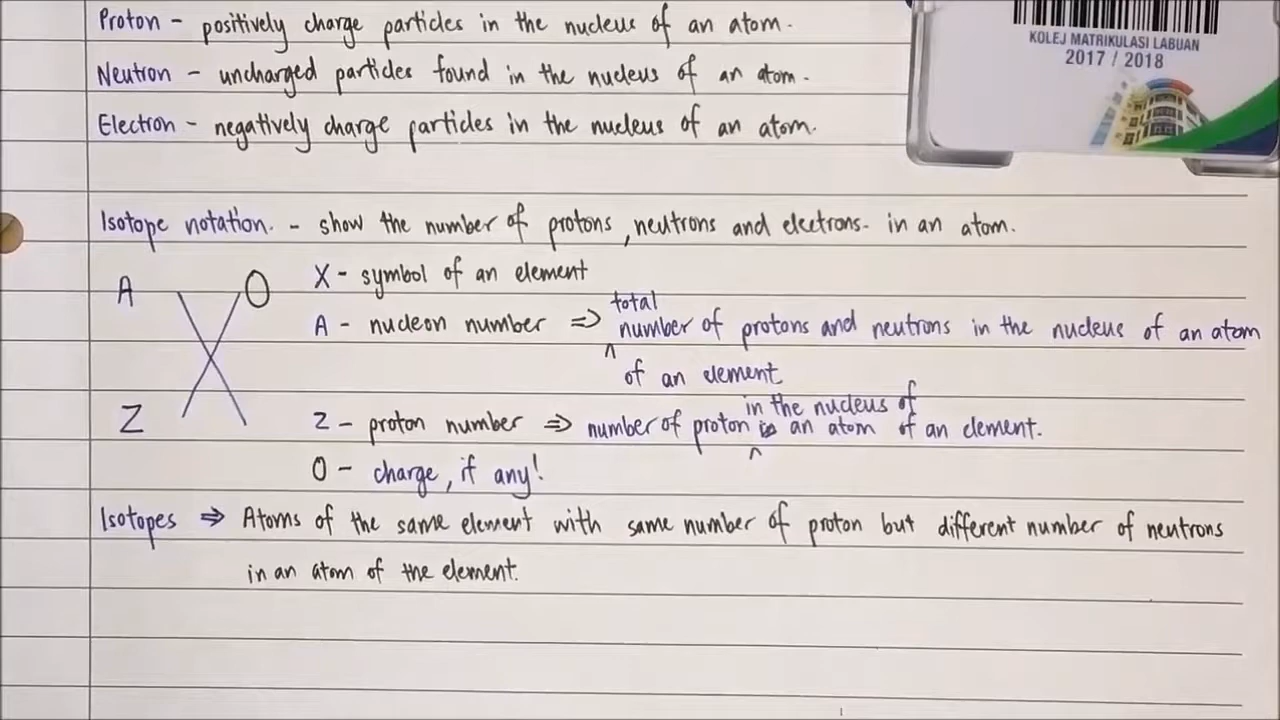 Proton - positively charge particles in the nucleus of an atom.
KOLEJ MATRIKULASI LABUAN
2017 / 2018
Neutron - uncharged particles found in the nucleus of an atom.
Electron - negatively charge particles in the nucleus of an atom.
Isotope notation. - show the number of protons, neutrons and electrons. in an atom.
A X O
X - symbol of an element
total
A - nucleon number ⇒ number of protons and neutrons in the nucleus of an atom
of an element
in the nucleus of
Z Z - proton number ⇒ number of proton is an atom of an element.
O - charge, if any!
Isotopes ⇒ Atoms of the same element with same number of proton but different number of neutrons
in an atom of the element.